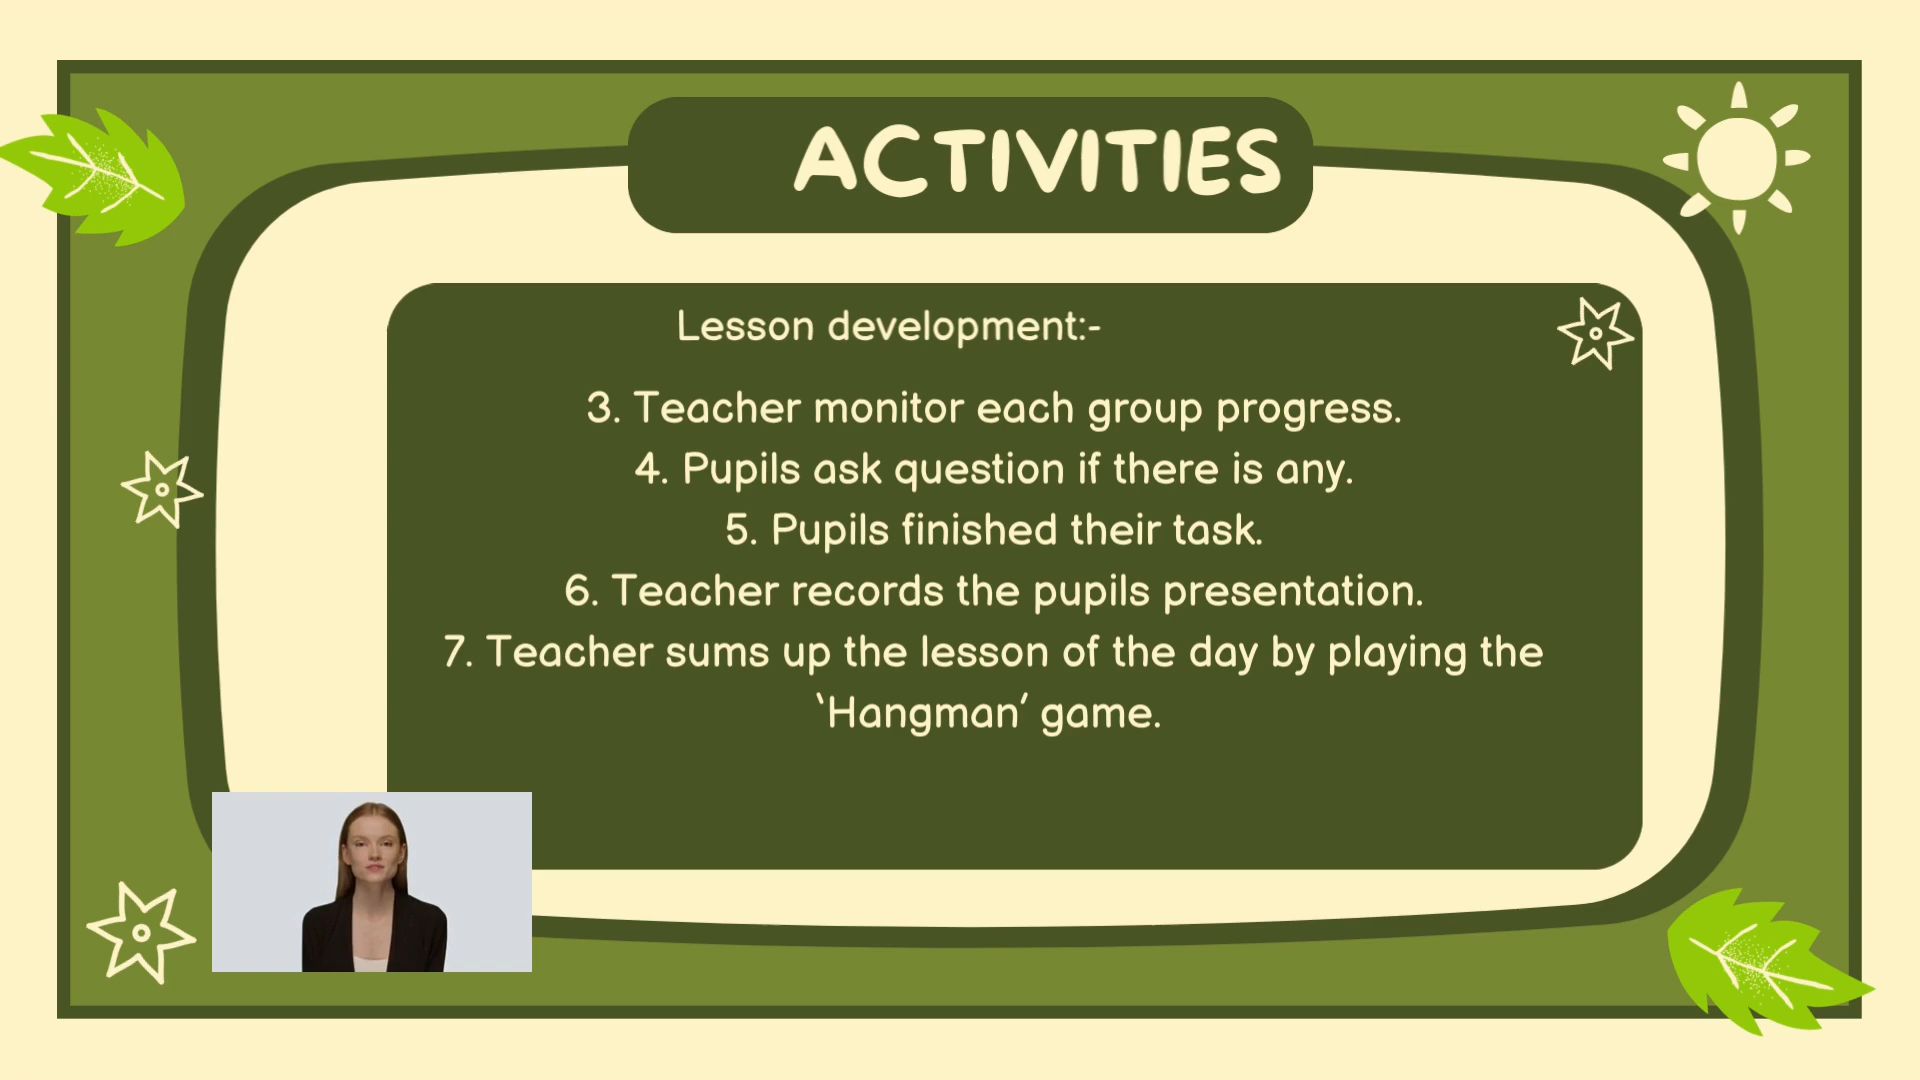 ACTIVITIES
Lesson development:-
3. Teacher monitor each group progress.
4. Pupils ask question if there is any.
5. Pupils finished their task.
6. Teacher records the pupils presentation.
7. Teacher sums up the lesson of the day by playing the
‘Hangman’ game.